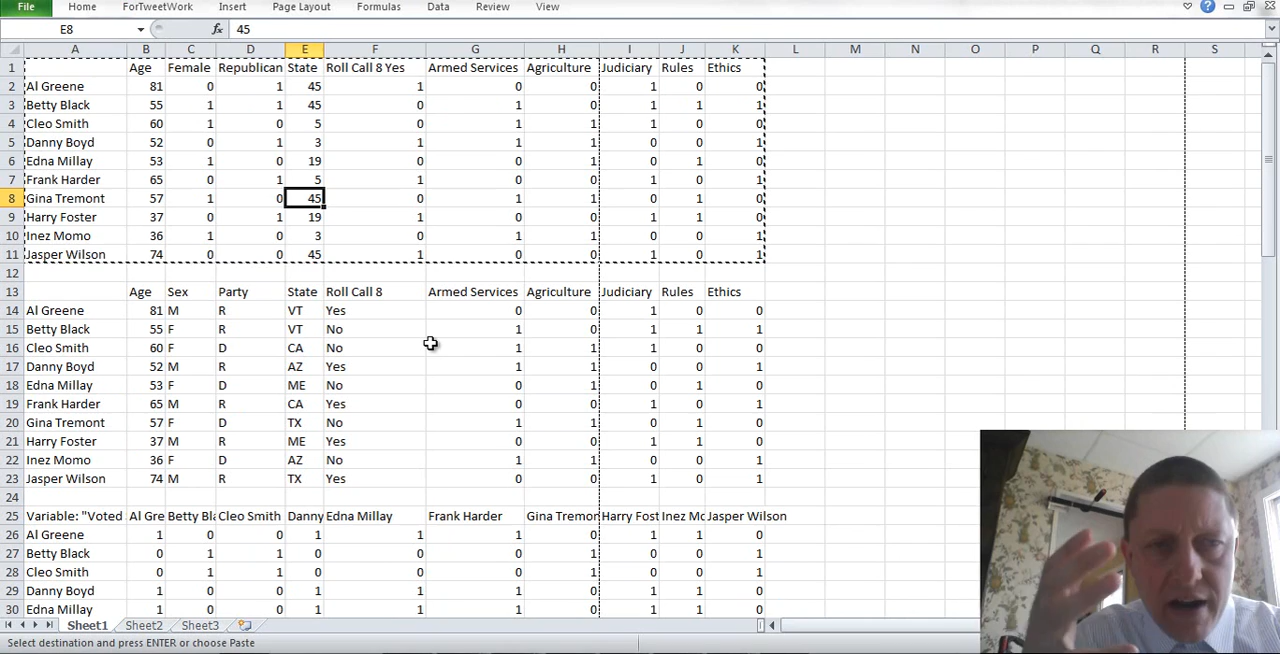 File Home ForTweetWork Insert Page Layout Formulas Data Review View
E8 fx 45
A B C D E F G H I J K L M N O P Q R S
1 Age Female Republican State Roll Call 8 Yes Armed Services Agriculture Judiciary Rules Ethics
2 Al Greene 81 0 1 45 1 0 0 1 0 0
3 Betty Black 55 1 1 45 0 1 0 1 1 1
4 Cleo Smith 60 1 0 5 0 1 1 1 0 0
5 Danny Boyd 52 0 1 3 1 1 1 0 0 1
6 Edna Millay 53 1 0 19 0 0 1 0 1 0
7 Frank Harder 65 0 1 5 1 0 0 1 0 1
8 Gina Tremont 57 1 0 45 0 1 1 0 1 0
9 Harry Foster 37 0 1 19 1 0 0 1 1 0
10 Inez Momo 36 1 0 3 0 1 1 0 0 1
11 Jasper Wilson 74 0 0 45 1 0 0 1 0 1
12
13 Age Sex Party State Roll Call 8 Armed Services Agriculture Judiciary Rules Ethics
14 Al Greene 81 M R VT Yes 0 0 1 0 0
15 Betty Black 55 F R VT No 1 0 1 1 1
16 Cleo Smith 60 F D CA No 1 1 1 0 0
17 Danny Boyd 52 M R AZ Yes 1 1 0 0 1
18 Edna Millay 53 F D ME No 0 1 0 1 0
19 Frank Harder 65 M R CA Yes 0 0 1 0 1
20 Gina Tremont 57 F D TX No 1 1 0 1 0
21 Harry Foster 37 M R ME Yes 0 0 1 1 0
22 Inez Momo 36 F D AZ No 1 1 0 0 1
23 Jasper Wilson 74 M R TX Yes 0 0 1 0 1
24
25 Variable: "Voted Al Gre Betty Bla Cleo Smith Danny Edna Millay Frank Harder Gina Tremor Harry Fost Inez Mo Jasper Wilson
26 Al Greene 1 0 0 1 1 1 0 1 1 0
27 Betty Black 0 1 1 0 0 0 1 0 0 1
28 Cleo Smith 0 1 1 0 0 0 1 0 0 1
29 Danny Boyd 1 0 0 1 1 1 0 1 1 0
30 Edna Millay 1 0 0 1 1 1 0 1 1 0
Sheet1 Sheet2 Sheet3
Select destination and press ENTER or choose Paste